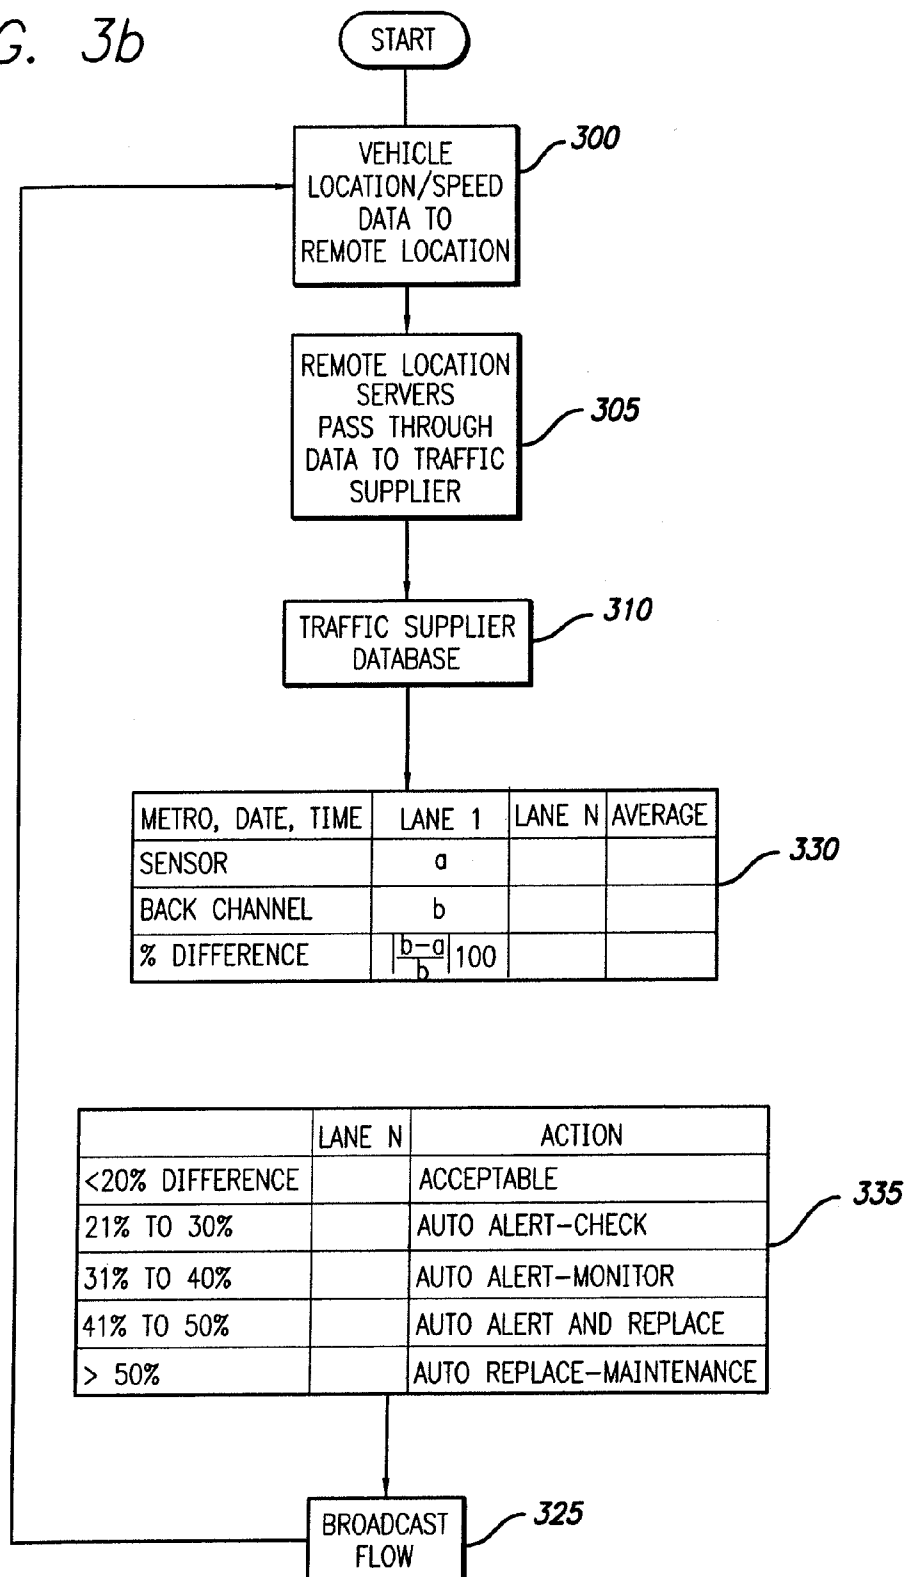 G. 3b
START
VEHICLE
LOCATION/SPEED
DATA TO
REMOTE LOCATION
300
REMOTE LOCATION
SERVERS
PASS THROUGH
DATA TO TRAFFIC
SUPPLIER
305
TRAFFIC SUPPLIER
DATABASE
310
METRO, DATE, TIME LANE 1 LANE N AVERAGE
SENSOR a
BACK CHANNEL b
% DIFFERENCE |b-a/b|100
330
LANE N ACTION
<20% DIFFERENCE ACCEPTABLE
21% TO 30% AUTO ALERT-CHECK
31% TO 40% AUTO ALERT-MONITOR
41% TO 50% AUTO ALERT AND REPLACE
> 50% AUTO REPLACE-MAINTENANCE
335
BROADCAST
FLOW
325